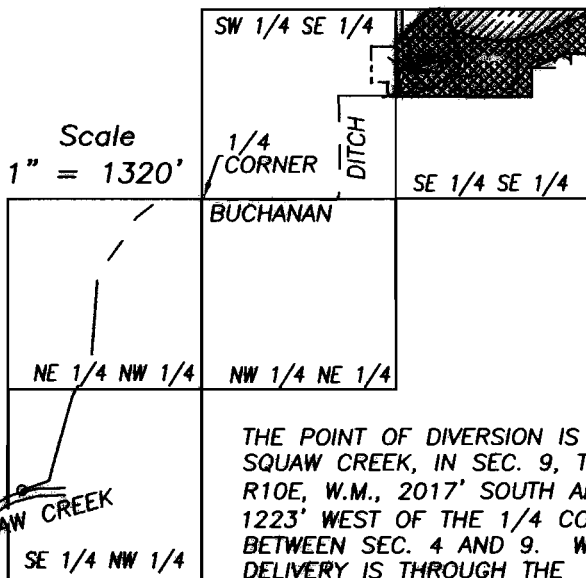 SW 1/4 SE 1/4
Scale
1" = 1320'
1/4
CORNER
DITCH
SE 1/4 SE 1/4
BUCHANAN
NE 1/4 NW 1/4
NW 1/4 NE 1/4
THE POINT OF DIVERSION IS
SQUAW CREEK, IN SEC. 9, T
R10E, W.M., 2017' SOUTH A
1223' WEST OF THE 1/4 CO
BETWEEN SEC. 4 AND 9. W
DELIVERY IS THROUGH THE
AW CREEK
SE 1/4 NW 1/4